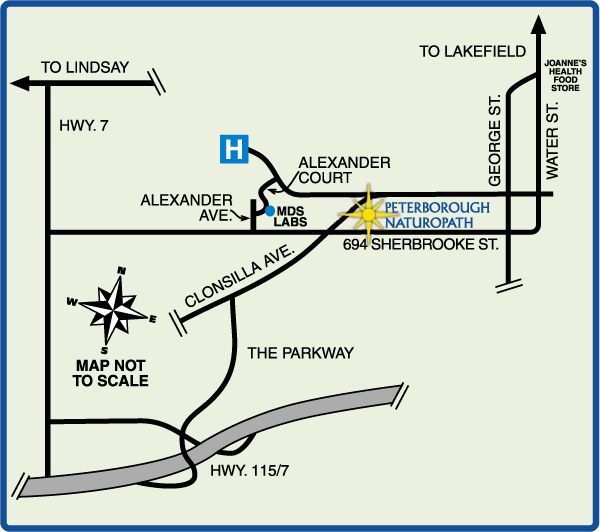 TO LAKEFIELD
TO LINDSAY
JOANNE'S
HEALTH
FOOD
STORE
HWY. 7
GEORGE ST.
WATER ST.
H
ALEXANDER
COURT
ALEXANDER
AVE.
MDS
LABS
PETERBOROUGH
NATUROPATH
694 SHERBROOKE ST.
CLONSILLA AVE.
N
W
E
S
MAP NOT
TO SCALE
THE PARKWAY
HWY. 115/7